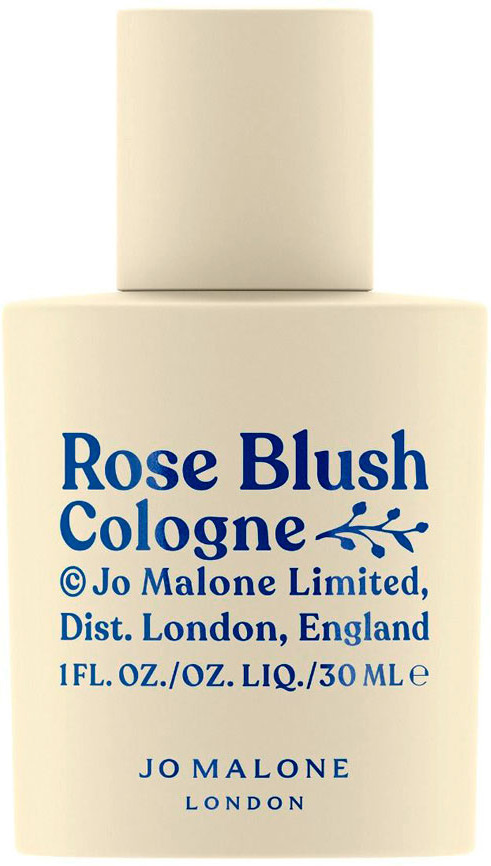 Rose Blush
Cologne
© Jo Malone Limited,
Dist. London, England
1FL. OZ./OZ. LIQ./30 ML ℮
JO MALONE
LONDON